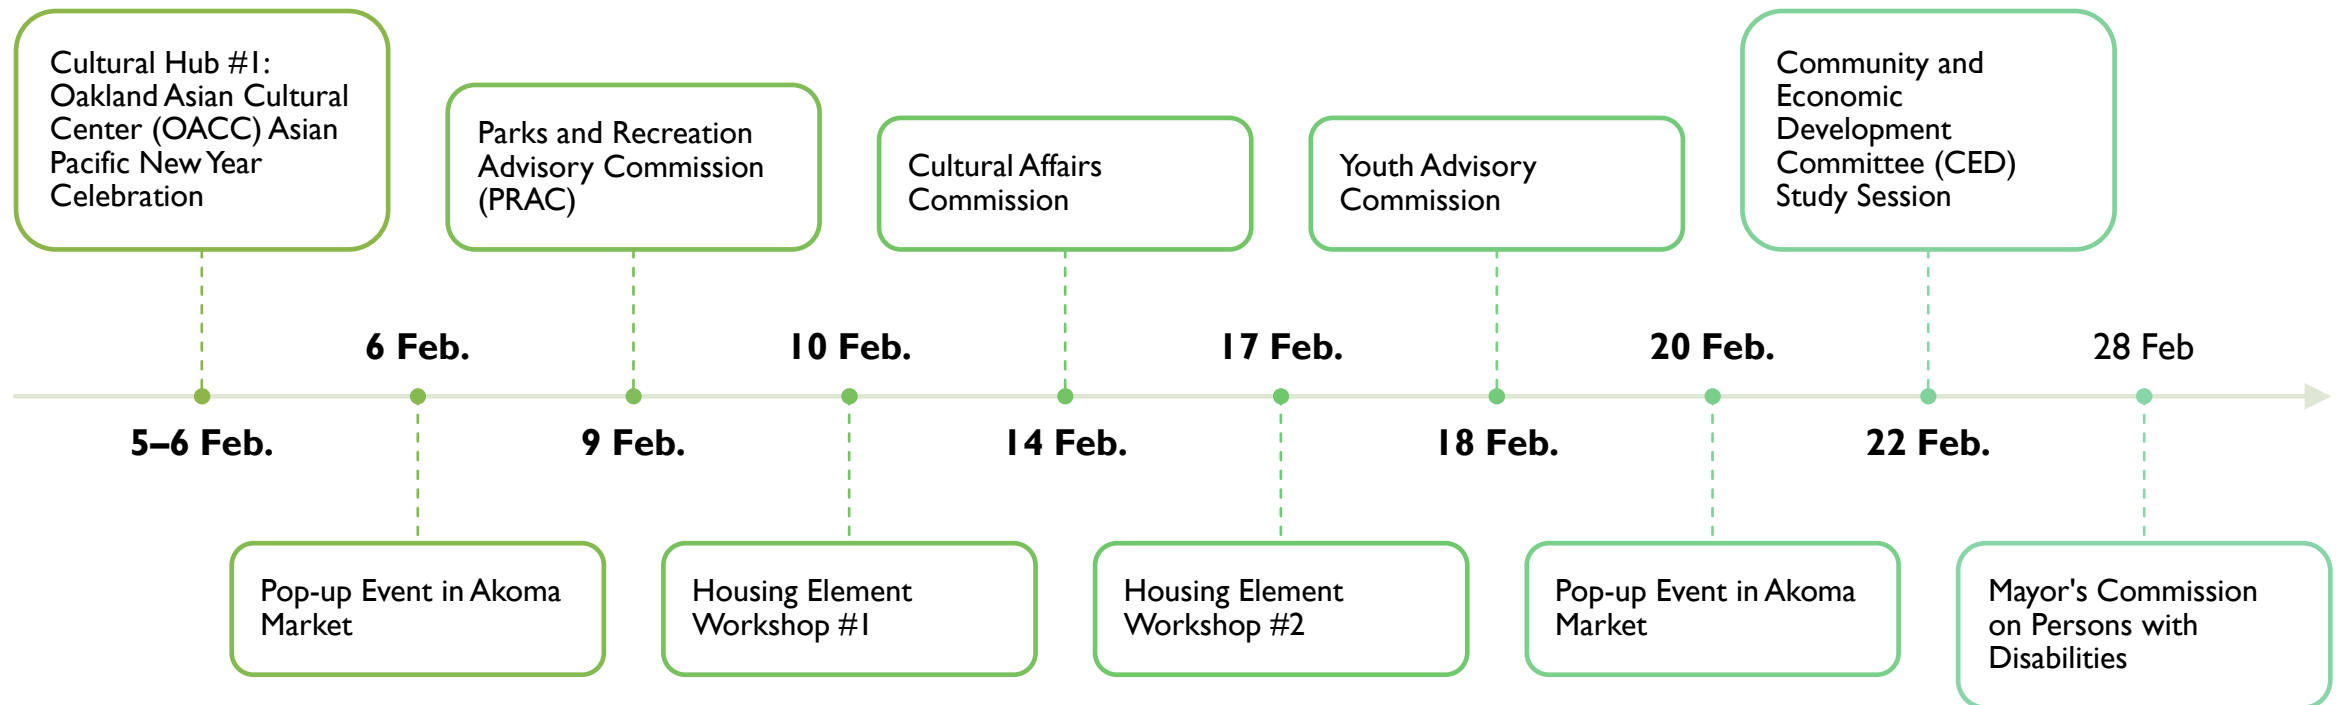 Cultural Hub #1:
Oakland Asian Cultural
Center (OACC) Asian
Pacific New Year
Celebration
Parks and Recreation
Advisory Commission
(PRAC)
Cultural Affairs
Commission
Youth Advisory
Commission
Community and
Economic
Development
Committee (CED)
Study Session
6 Feb.
10 Feb.
17 Feb.
20 Feb.
28 Feb
5–6 Feb.
9 Feb.
14 Feb.
18 Feb.
22 Feb.
Pop-up Event in Akoma
Market
Housing Element
Workshop #1
Housing Element
Workshop #2
Pop-up Event in Akoma
Market
Mayor's Commission
on Persons with
Disabilities